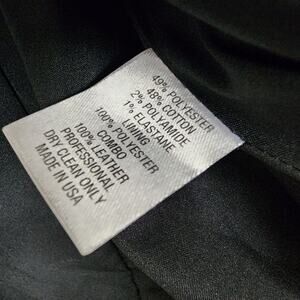 49% POLYESTER
48% COTTON
2% POLYAMIDE
1% ELASTANE
LINING
100% POLYESTER
COMBO
100% LEATHER
PROFESSIONAL
DRY CLEAN ONLY
MADE IN USA